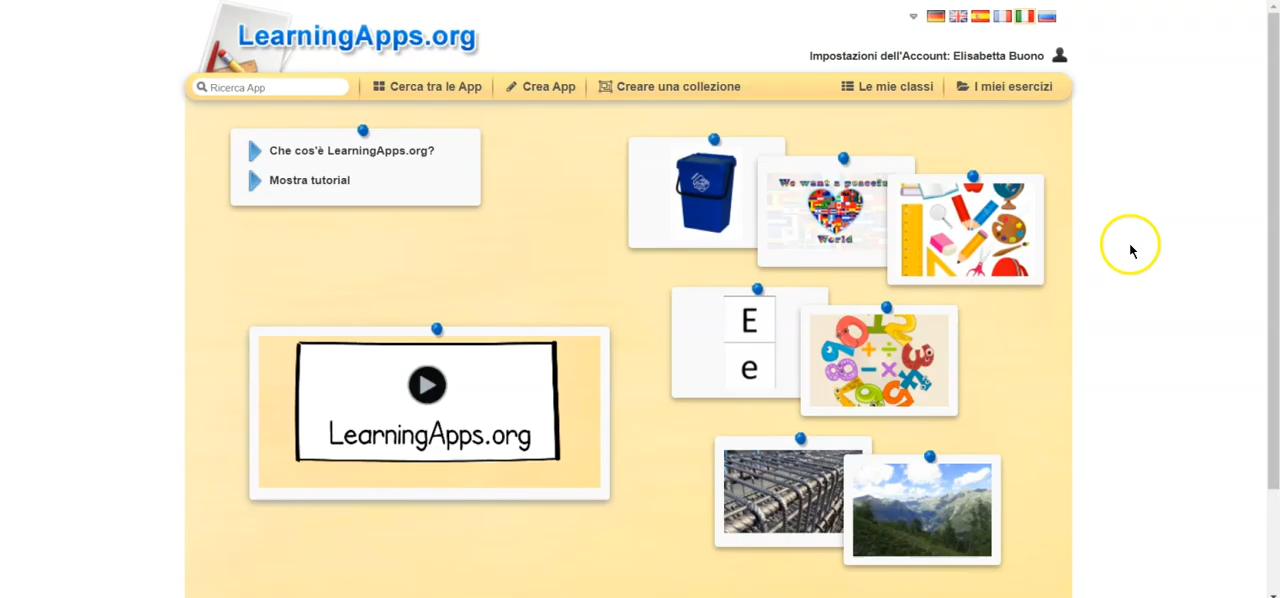 LearningApps.org
Impostazioni dell'Account: Elisabetta Buono
Ricerca App
Cerca tra le App
Crea App
Creare una collezione
Le mie classi
I miei esercizi
Che cos'è LearningApps.org?
Mostra tutorial
We want a peaceful
World
E
e
LearningApps.org